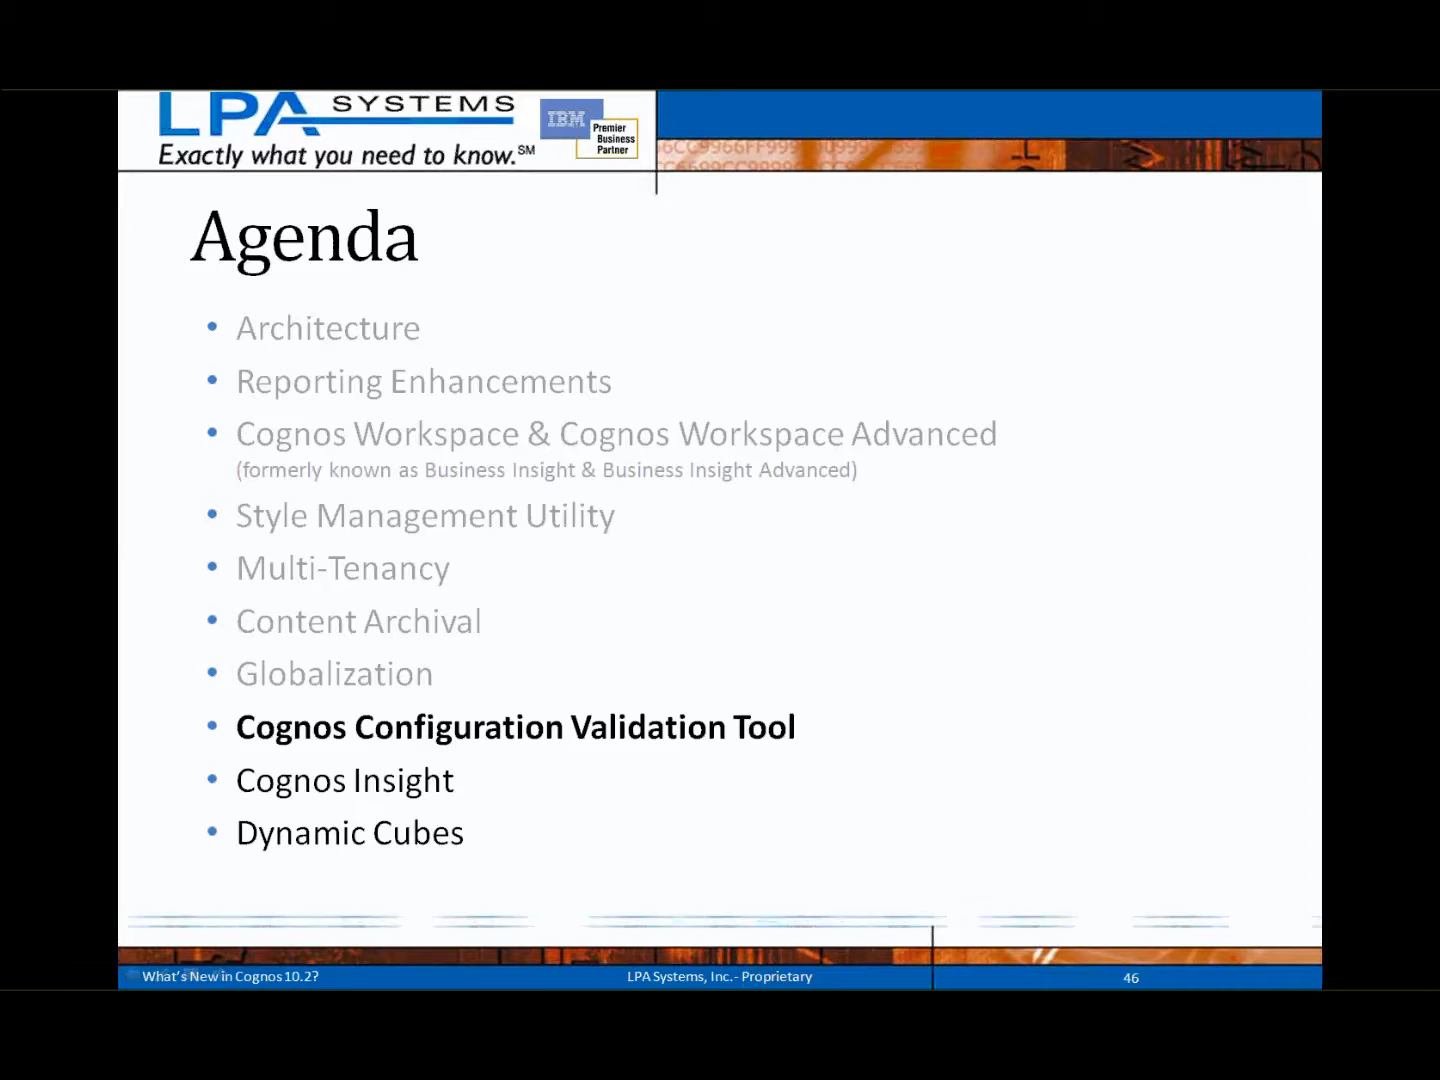 LPA SYSTEMS
Exactly what you need to know.SM
IBM
Premier
Business
Partner
Agenda
• Architecture
• Reporting Enhancements
• Cognos Workspace & Cognos Workspace Advanced
(formerly known as Business Insight & Business Insight Advanced)
• Style Management Utility
• Multi-Tenancy
• Content Archival
• Globalization
• Cognos Configuration Validation Tool
• Cognos Insight
• Dynamic Cubes
What's New in Cognos 10.2?
LPA Systems, Inc.- Proprietary
46